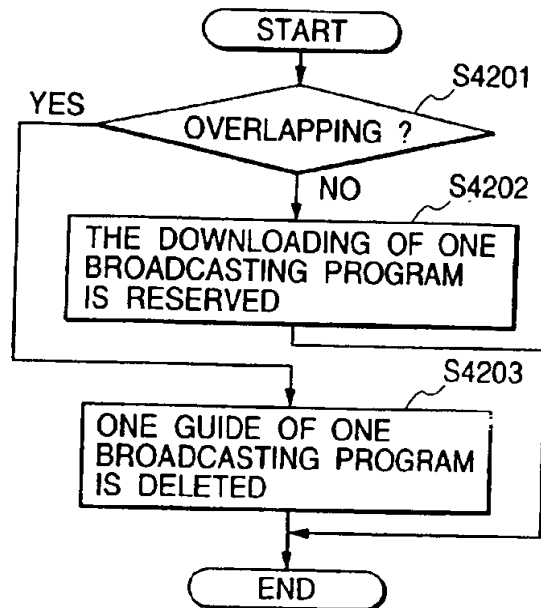 START
S4201
YES
OVERLAPPING ?
NO
S4202
THE DOWNLOADING OF ONE
BROADCASTING PROGRAM
IS RESERVED
S4203
ONE GUIDE OF ONE
BROADCASTING PROGRAM
IS DELETED
END